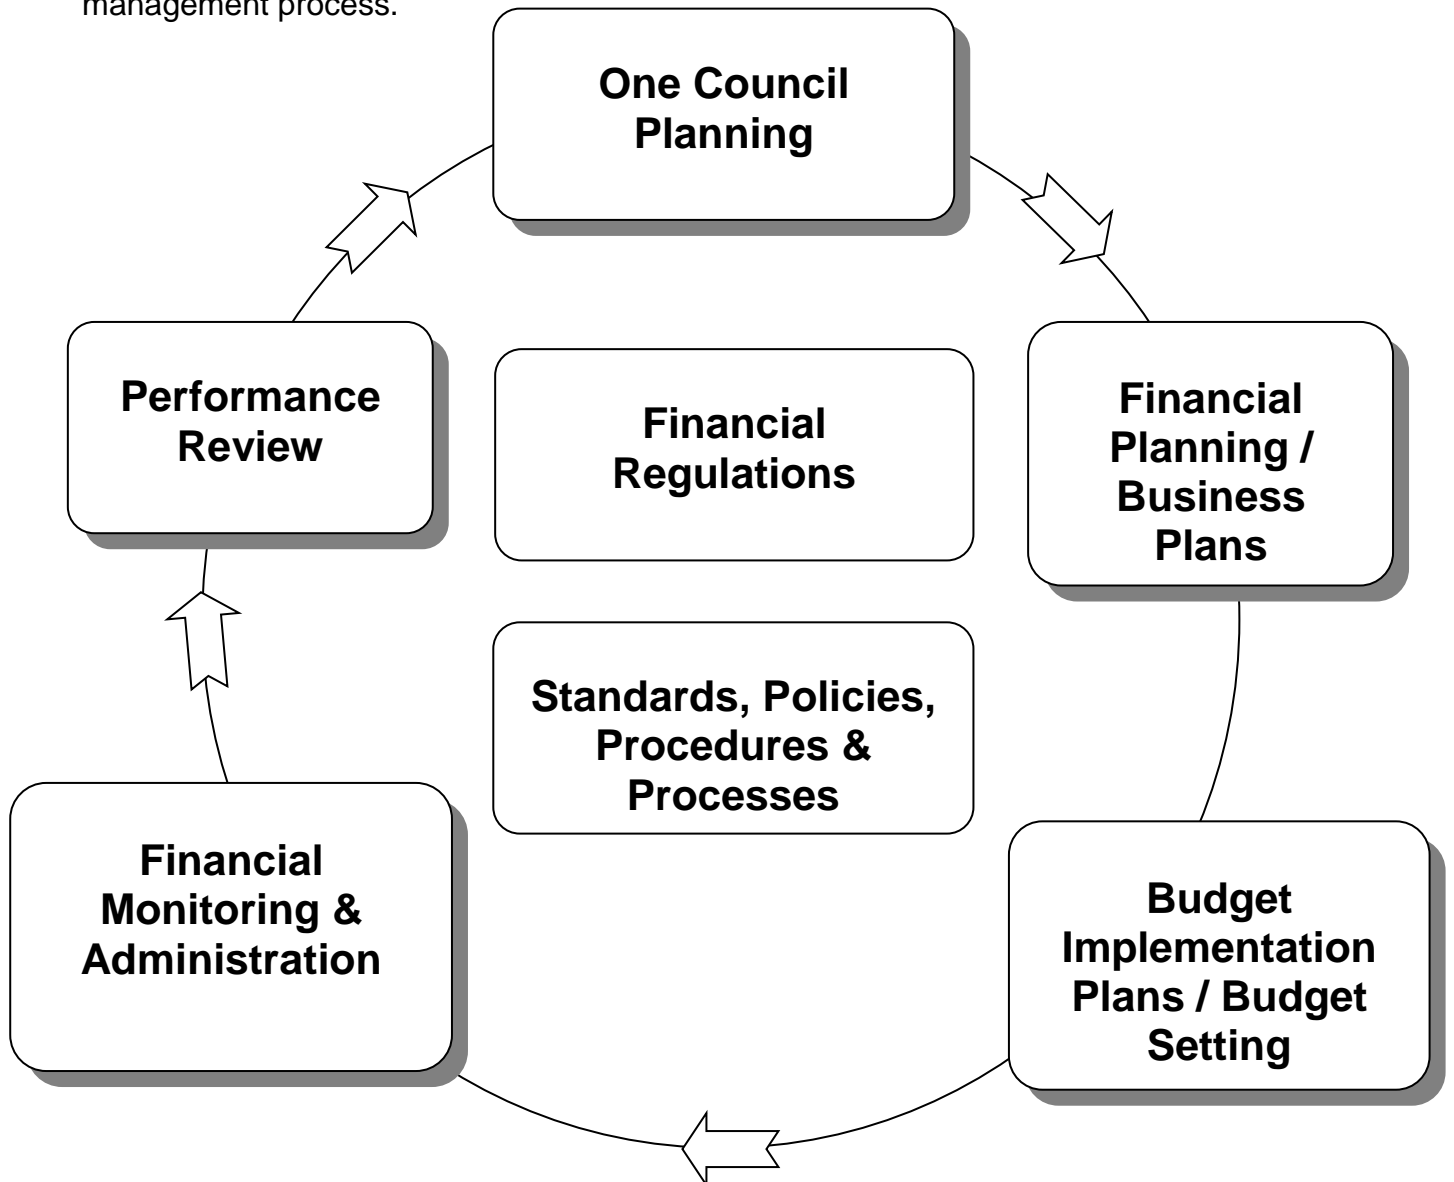 management process.
One Council
Planning
Performance
Review
Financial
Regulations
Financial
Planning /
Business
Plans
Standards, Policies,
Procedures &
Processes
Financial
Monitoring &
Administration
Budget
Implementation
Plans / Budget
Setting